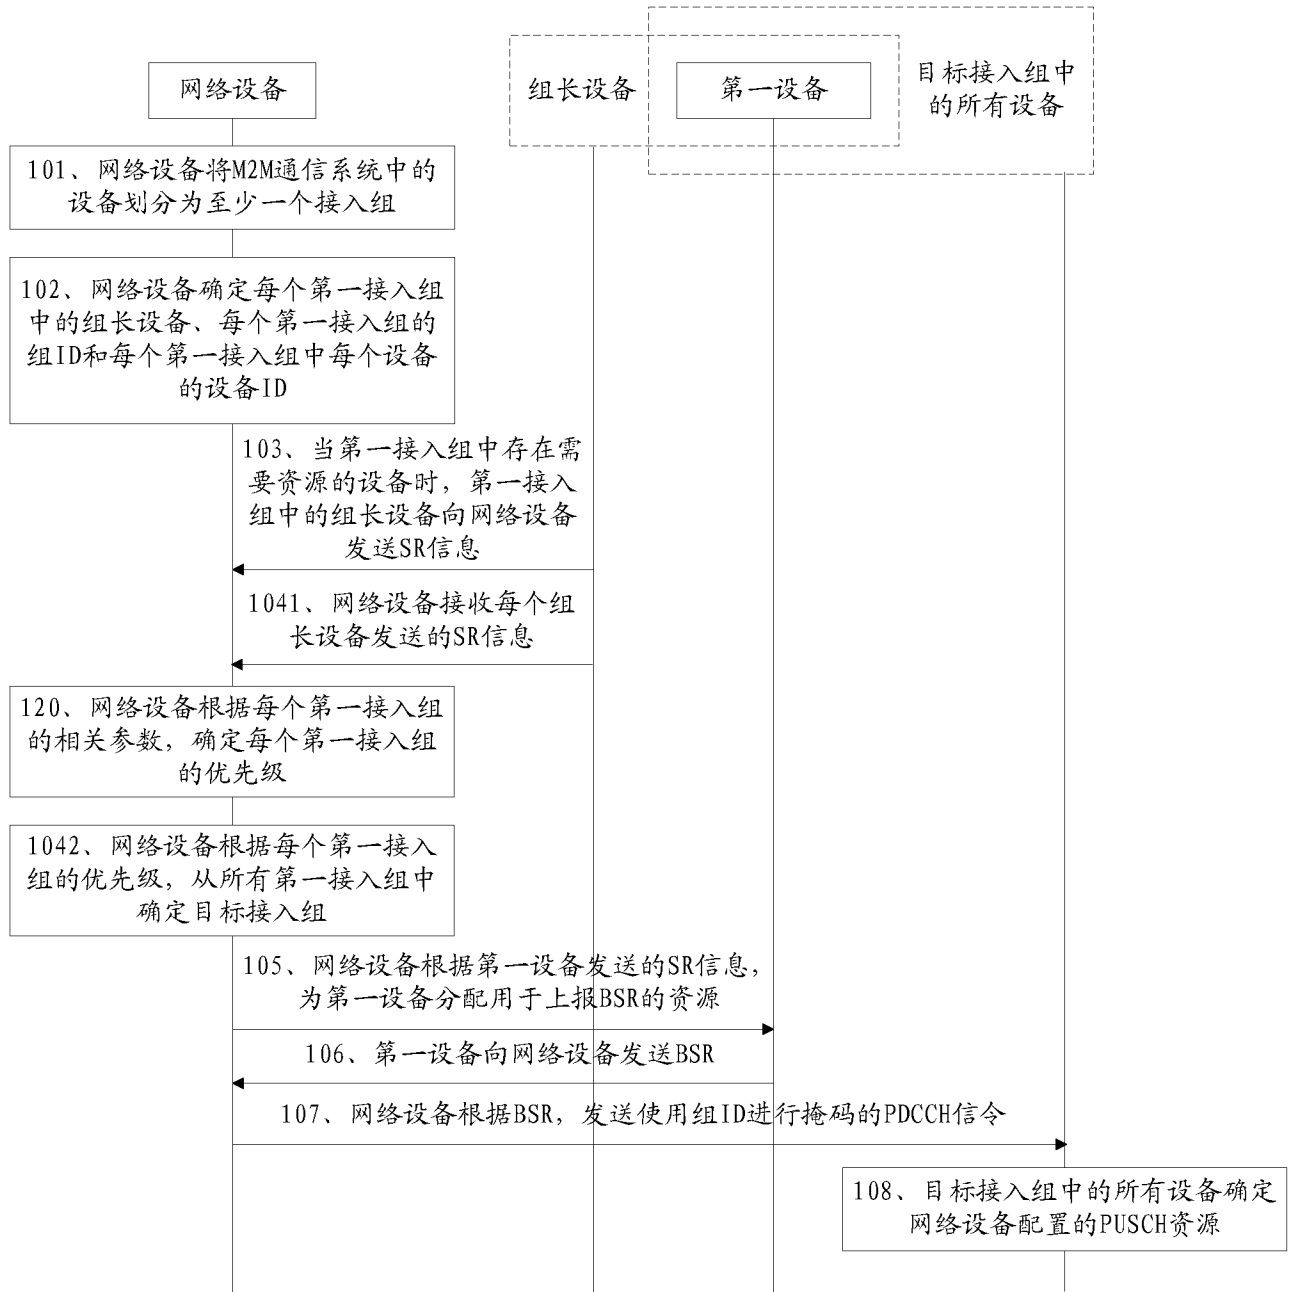 网络设备
组长设备
第一设备
目标接入组中
的所有设备
101、网络设备将M2M通信系统中的
设备划分为至少一个接入组
102、网络设备确定每个第一接入组
中的组长设备、每个第一接入组的
组ID和每个第一接入组中每个设备
的设备ID
103、当第一接入组中存在需
要资源的设备时，第一接入
组中的组长设备向网络设备
发送SR信息
1041、网络设备接收每个组
长设备发送的SR信息
120、网络设备根据每个第一接入组
的相关参数，确定每个第一接入组
的优先级
1042、网络设备根据每个第一接入
组的优先级，从所有第一接入组中
确定目标接入组
105、网络设备根据第一设备发送的SR信息，
为第一设备分配用于上报BSR的资源
106、第一设备向网络设备发送BSR
107、网络设备根据BSR，发送使用组ID进行掩码的PDCCH信令
108、目标接入组中的所有设备确定
网络设备配置的PUSCH资源